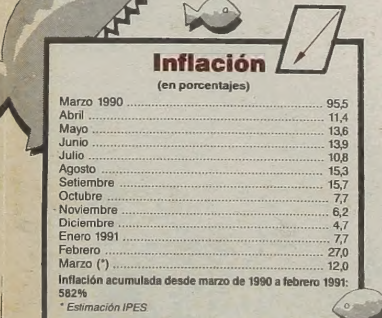 Inflación
(en porcentajes)
Marzo 1990 ........ 95,5
Abril ........ 11,4
Mayo ........ 13,6
Junio ........ 13,9
Julio ........ 10,8
Agosto ........ 15,3
Setiembre ........ 15,7
Octubre ........ 7,7
Noviembre ........ 6,2
Diciembre ........ 4,7
Enero 1991 ........ 7,7
Febrero ........ 27,0
Marzo (*) ........ 12,0
Inflación acumulada desde marzo de 1990 a febrero 1991:
582%
* Estimación IPES